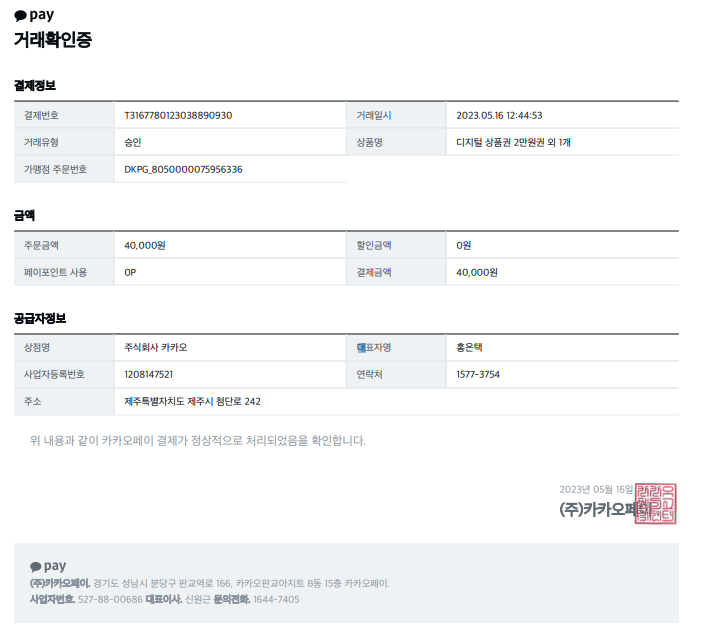 pay
거래확인증
결제정보
결제번호 T3167780123038890930 거래일시 2023.05.16 12:44:53
거래유형 승인 상품명 디지털 상품권 2만원권 외 1개
가맹점 주문번호 DKPG_8050000075956336
금액
주문금액 40,000원 할인금액 0원
페이포인트 사용 0P 결제금액 40,000원
공급자정보
상점명 주식회사 카카오 대표자명 홍은택
사업자등록번호 1208147521 연락처 1577-3754
주소 제주특별자치도 제주시 첨단로 242
위 내용과 같이 카카오페이 결제가 정상적으로 처리되었음을 확인합니다.
2023년 05월 16일
(주)카카오페이
pay
(주)카카오페이. 경기도 성남시 분당구 판교역로 166, 카카오판교아지트 B동 15층 카카오페이.
사업자번호. 527-88-00686 대표이사. 신원근 문의전화. 1644-7405